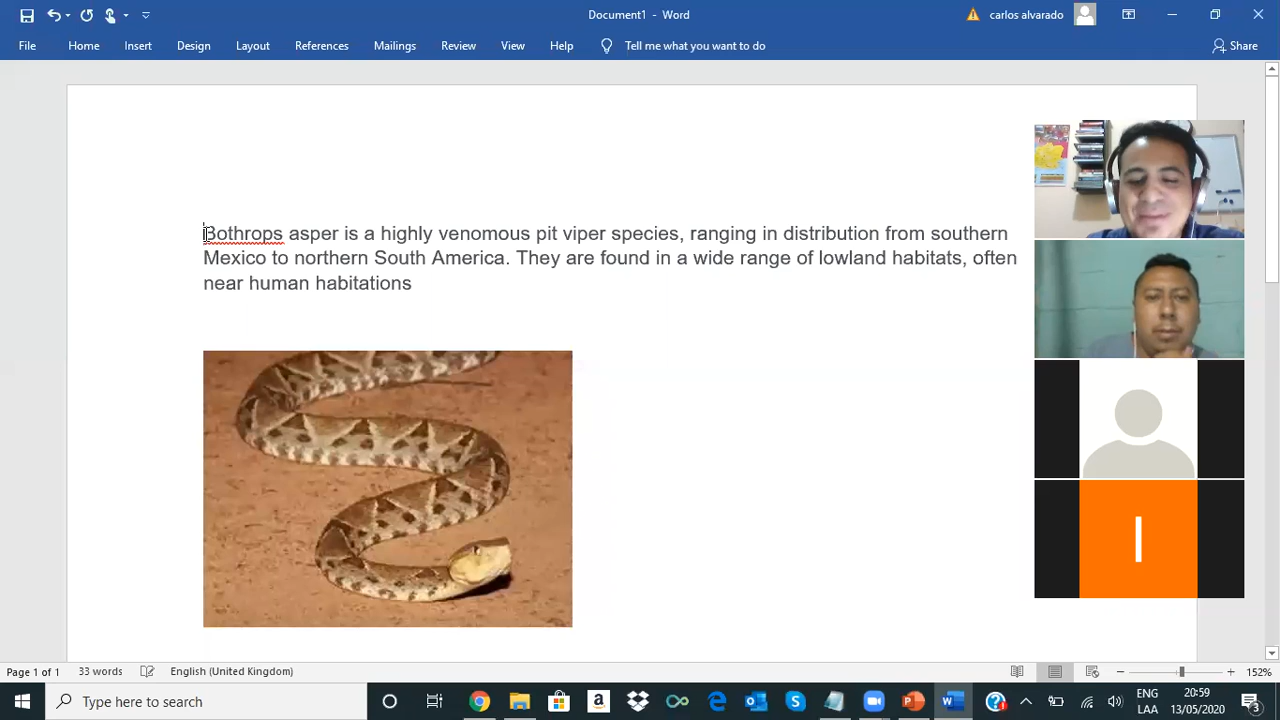 Document1 - Word
carlos alvarado
File Home Insert Design Layout References Mailings Review View Help Tell me what you want to do Share
Bothrops asper is a highly venomous pit viper species, ranging in distribution from southern
Mexico to northern South America. They are found in a wide range of lowland habitats, often
near human habitations
I
Page 1 of 1 33 words English (United Kingdom) 152%
Type here to search
ENG 20:59
LAA 13/05/2020
3